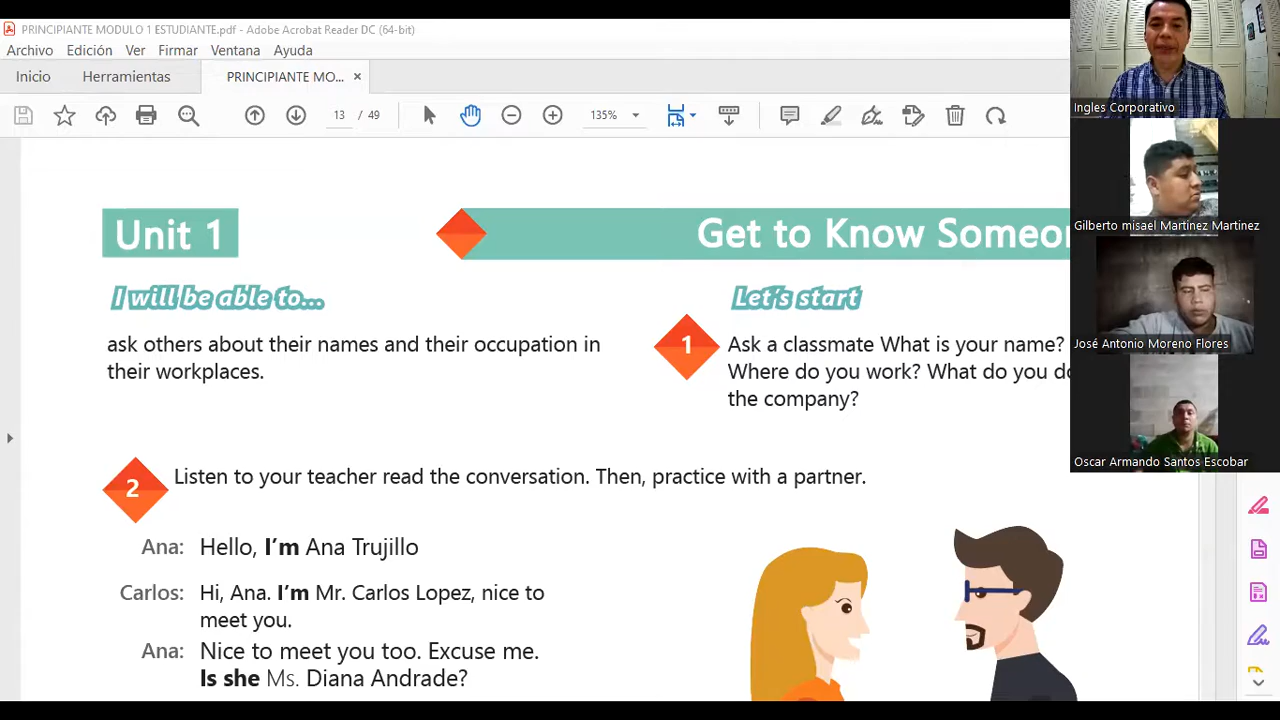 PRINCIPIANTE MODULO 1 ESTUDIANTE.pdf - Adobe Acrobat Reader DC (64-bit)
Archivo Edición Ver Firmar Ventana Ayuda
Inicio Herramientas PRINCIPIANTE MO... ×
13 / 49 135%
Ingles Corporativo
Gilberto misael Martinez Martinez
José Antonio Moreno Flores
Oscar Armando Santos Escobar
Unit 1
Get to Know Someon
I will be able to...
ask others about their names and their occupation in
their workplaces.
Let's start
1
Ask a classmate What is your name?
Where do you work? What do you do
the company?
2
Listen to your teacher read the conversation. Then, practice with a partner.
Ana: Hello, I'm Ana Trujillo
Carlos: Hi, Ana. I'm Mr. Carlos Lopez, nice to
meet you.
Ana: Nice to meet you too. Excuse me.
Is she Ms. Diana Andrade?